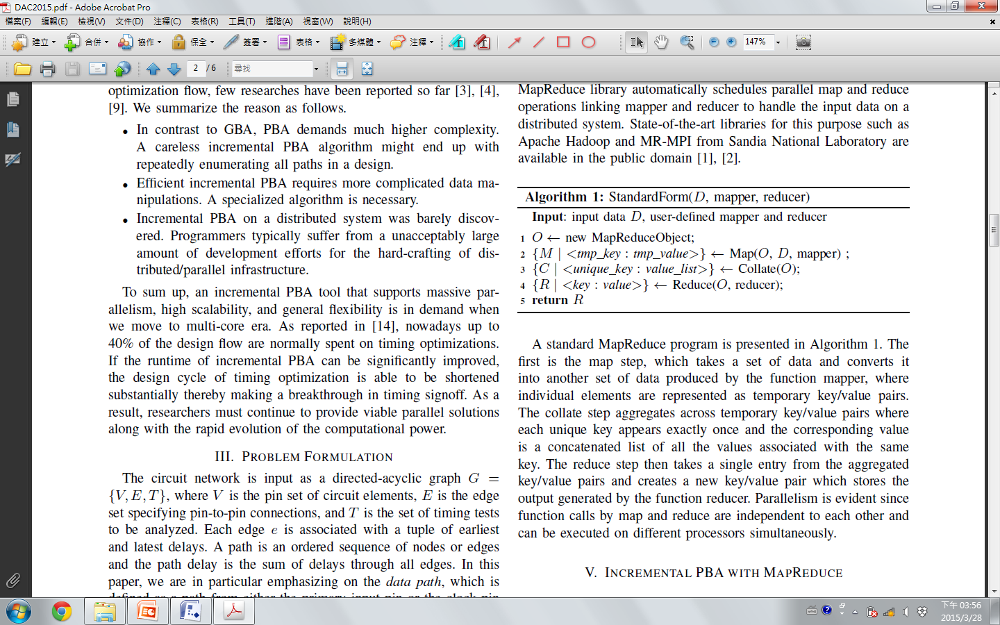 DAC2015.pdf - Adobe Acrobat Pro
檔案(F) 編輯(E) 檢視(V) 文件(D) 注釋(C) 表格(R) 工具(T) 進階(A) 視窗(W) 說明(H)
建立 合併 協作 保全 簽署 表格 多媒體 注釋 147%
2 / 6 尋找
optimization flow, few researches have been reported so far [3], [4],
[9]. We summarize the reason as follows.
• In contrast to GBA, PBA demands much higher complexity.
A careless incremental PBA algorithm might end up with
repeatedly enumerating all paths in a design.
• Efficient incremental PBA requires more complicated data ma-
nipulations. A specialized algorithm is necessary.
• Incremental PBA on a distributed system was barely discov-
ered. Programmers typically suffer from a unacceptably large
amount of development efforts for the hard-crafting of dis-
tributed/parallel infrastructure.
To sum up, an incremental PBA tool that supports massive par-
allelism, high scalability, and general flexibility is in demand when
we move to multi-core era. As reported in [14], nowadays up to
40% of the design flow are normally spent on timing optimizations.
If the runtime of incremental PBA can be significantly improved,
the design cycle of timing optimization is able to be shortened
substantially thereby making a breakthrough in timing signoff. As a
result, researchers must continue to provide viable parallel solutions
along with the rapid evolution of the computational power.
III. PROBLEM FORMULATION
The circuit network is input as a directed-acyclic graph G =
{V, E, T}, where V is the pin set of circuit elements, E is the edge
set specifying pin-to-pin connections, and T is the set of timing tests
to be analyzed. Each edge e is associated with a tuple of earliest
and latest delays. A path is an ordered sequence of nodes or edges
and the path delay is the sum of delays through all edges. In this
paper, we are in particular emphasizing on the data path, which is
defined as a path from either the primary input pin or the clock pin
MapReduce library automatically schedules parallel map and reduce
operations linking mapper and reducer to handle the input data on a
distributed system. State-of-the-art libraries for this purpose such as
Apache Hadoop and MR-MPI from Sandia National Laboratory are
available in the public domain [1], [2].
Algorithm 1: StandardForm(D, mapper, reducer)
Input: input data D, user-defined mapper and reducer
1 O ← new MapReduceObject;
2 {M | <tmp_key : tmp_value>} ← Map(O, D, mapper) ;
3 {C | <unique_key : value_list>} ← Collate(O);
4 {R | <key : value>} ← Reduce(O, reducer);
5 return R
A standard MapReduce program is presented in Algorithm 1. The
first is the map step, which takes a set of data and converts it
into another set of data produced by the function mapper, where
individual elements are represented as temporary key/value pairs.
The collate step aggregates across temporary key/value pairs where
each unique key appears exactly once and the corresponding value
is a concatenated list of all the values associated with the same
key. The reduce step then takes a single entry from the aggregated
key/value pairs and creates a new key/value pair which stores the
output generated by the function reducer. Parallelism is evident since
function calls by map and reduce are independent to each other and
can be executed on different processors simultaneously.
V. INCREMENTAL PBA WITH MAPREDUCE
下午 03:56
2015/3/28